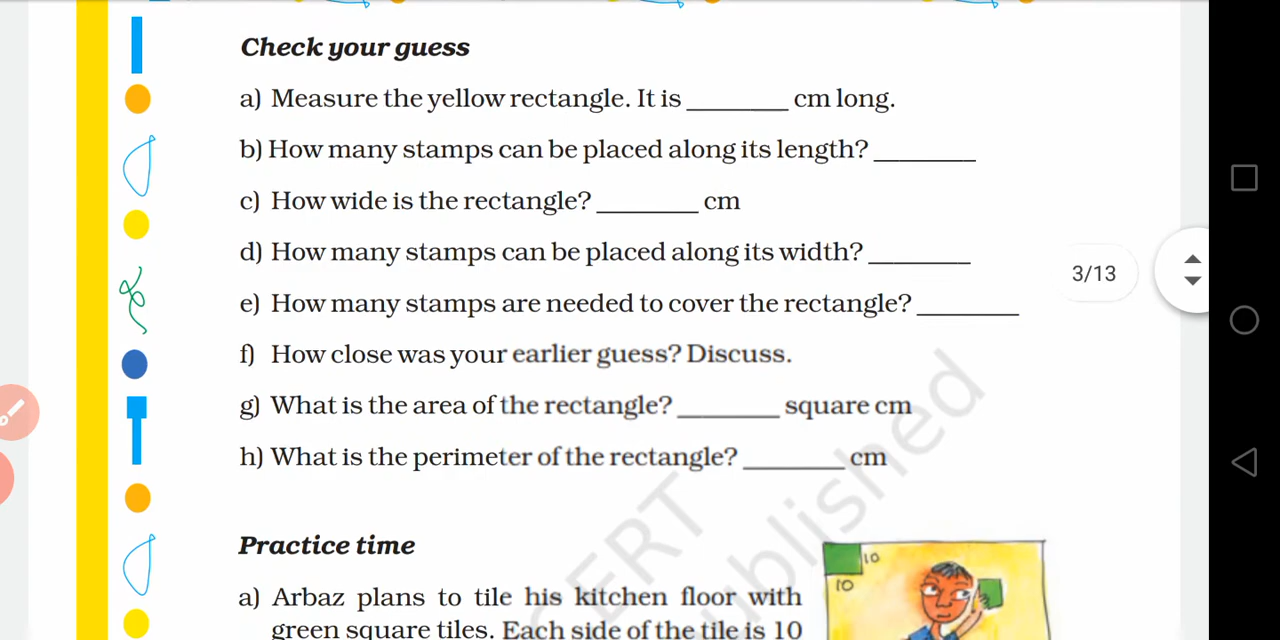 Check your guess
a) Measure the yellow rectangle. It is ________ cm long.
b) How many stamps can be placed along its length? ________
c) How wide is the rectangle? ________ cm
3/13
d) How many stamps can be placed along its width? ________
e) How many stamps are needed to cover the rectangle? ________
f) How close was your earlier guess? Discuss.
g) What is the area of the rectangle? ________ square cm
h) What is the perimeter of the rectangle? ________ cm
Practice time
a) Arbaz plans to tile his kitchen floor with
green square tiles. Each side of the tile is 10
10
10
ERT
ublished